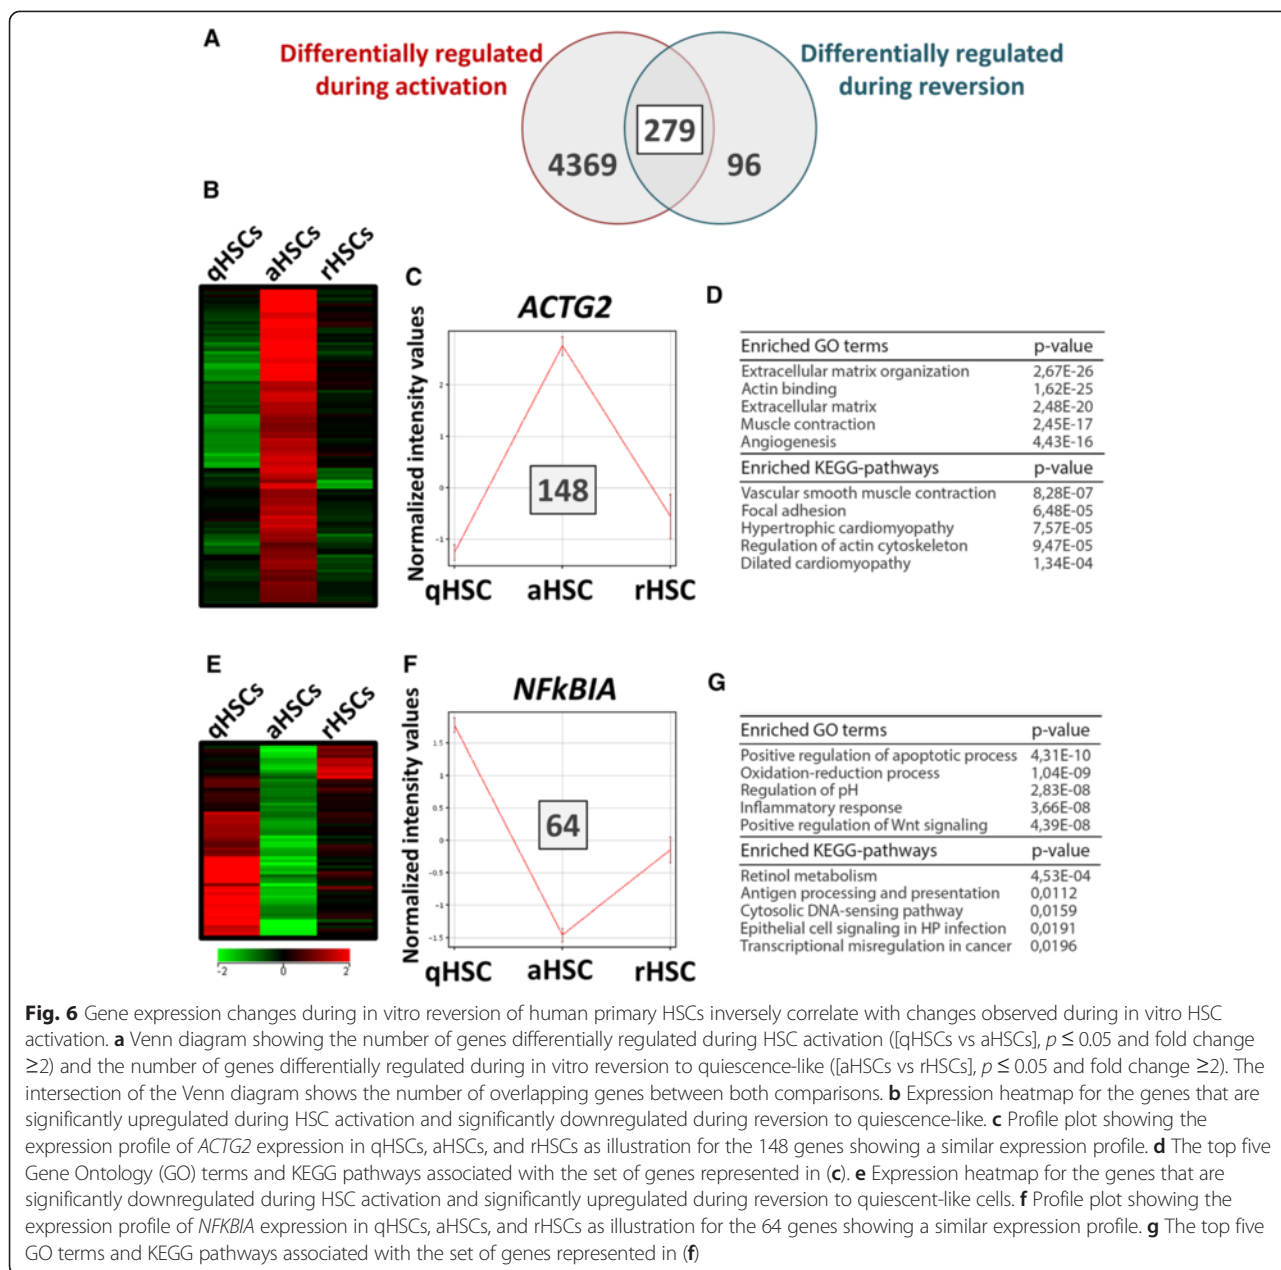 A
Differentially regulated
during activation
Differentially regulated
during reversion
4369
279
96
B
qHSCs
aHSCs
rHSCs
C
ACTG2
Normalized intensity values
2
1
0
-1
148
qHSC aHSC rHSC
D
Enriched GO terms p-value
Extracellular matrix organization 2,67E-26
Actin binding 1,62E-25
Extracellular matrix 2,48E-20
Muscle contraction 2,45E-17
Angiogenesis 4,43E-16
Enriched KEGG-pathways p-value
Vascular smooth muscle contraction 8,28E-07
Focal adhesion 6,48E-05
Hypertrophic cardiomyopathy 7,57E-05
Regulation of actin cytoskeleton 9,47E-05
Dilated cardiomyopathy 1,34E-04
E
qHSCs
aHSCs
rHSCs
-2 0 2
F
NFkBIA
Normalized intensity values
1.5
1
0.5
0
-0.5
-1
-1.5
64
qHSC aHSC rHSC
G
Enriched GO terms p-value
Positive regulation of apoptotic process 4,31E-10
Oxidation-reduction process 1,04E-09
Regulation of pH 2,83E-08
Inflammatory response 3,66E-08
Positive regulation of Wnt signaling 4,39E-08
Enriched KEGG-pathways p-value
Retinol metabolism 4,53E-04
Antigen processing and presentation 0,0112
Cytosolic DNA-sensing pathway 0,0159
Epithelial cell signaling in HP infection 0,0191
Transcriptional misregulation in cancer 0,0196
Fig. 6 Gene expression changes during in vitro reversion of human primary HSCs inversely correlate with changes observed during in vitro HSC
activation. a Venn diagram showing the number of genes differentially regulated during HSC activation ([qHSCs vs aHSCs], p ≤ 0.05 and fold change
≥2) and the number of genes differentially regulated during in vitro reversion to quiescence-like ([aHSCs vs rHSCs], p ≤ 0.05 and fold change ≥2). The
intersection of the Venn diagram shows the number of overlapping genes between both comparisons. b Expression heatmap for the genes that are
significantly upregulated during HSC activation and significantly downregulated during reversion to quiescence-like. c Profile plot showing the
expression profile of ACTG2 expression in qHSCs, aHSCs, and rHSCs as illustration for the 148 genes showing a similar expression profile. d The top five
Gene Ontology (GO) terms and KEGG pathways associated with the set of genes represented in (c). e Expression heatmap for the genes that are
significantly downregulated during HSC activation and significantly upregulated during reversion to quiescent-like cells. f Profile plot showing the
expression profile of NFKBIA expression in qHSCs, aHSCs, and rHSCs as illustration for the 64 genes showing a similar expression profile. g The top five
GO terms and KEGG pathways associated with the set of genes represented in (f)